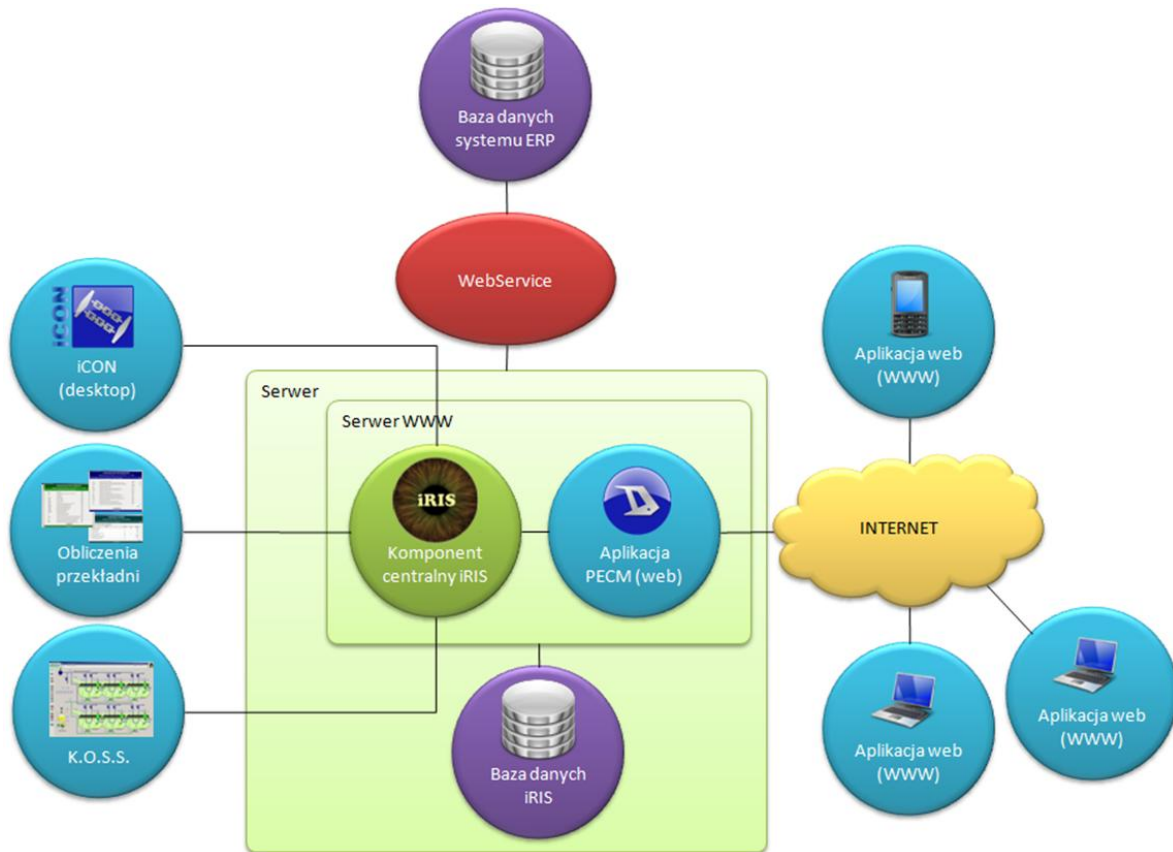 Baza danych
systemu ERP
WebService
iCON
iCON
(desktop)
Aplikacja web
(WWW)
Serwer
Serwer WWW
iRIS
Komponent
centralny iRIS
Aplikacja
PECM (web)
INTERNET
Obliczenia
przekładni
K.O.S.S.
Baza danych
iRIS
Aplikacja web
(WWW)
Aplikacja web
(WWW)